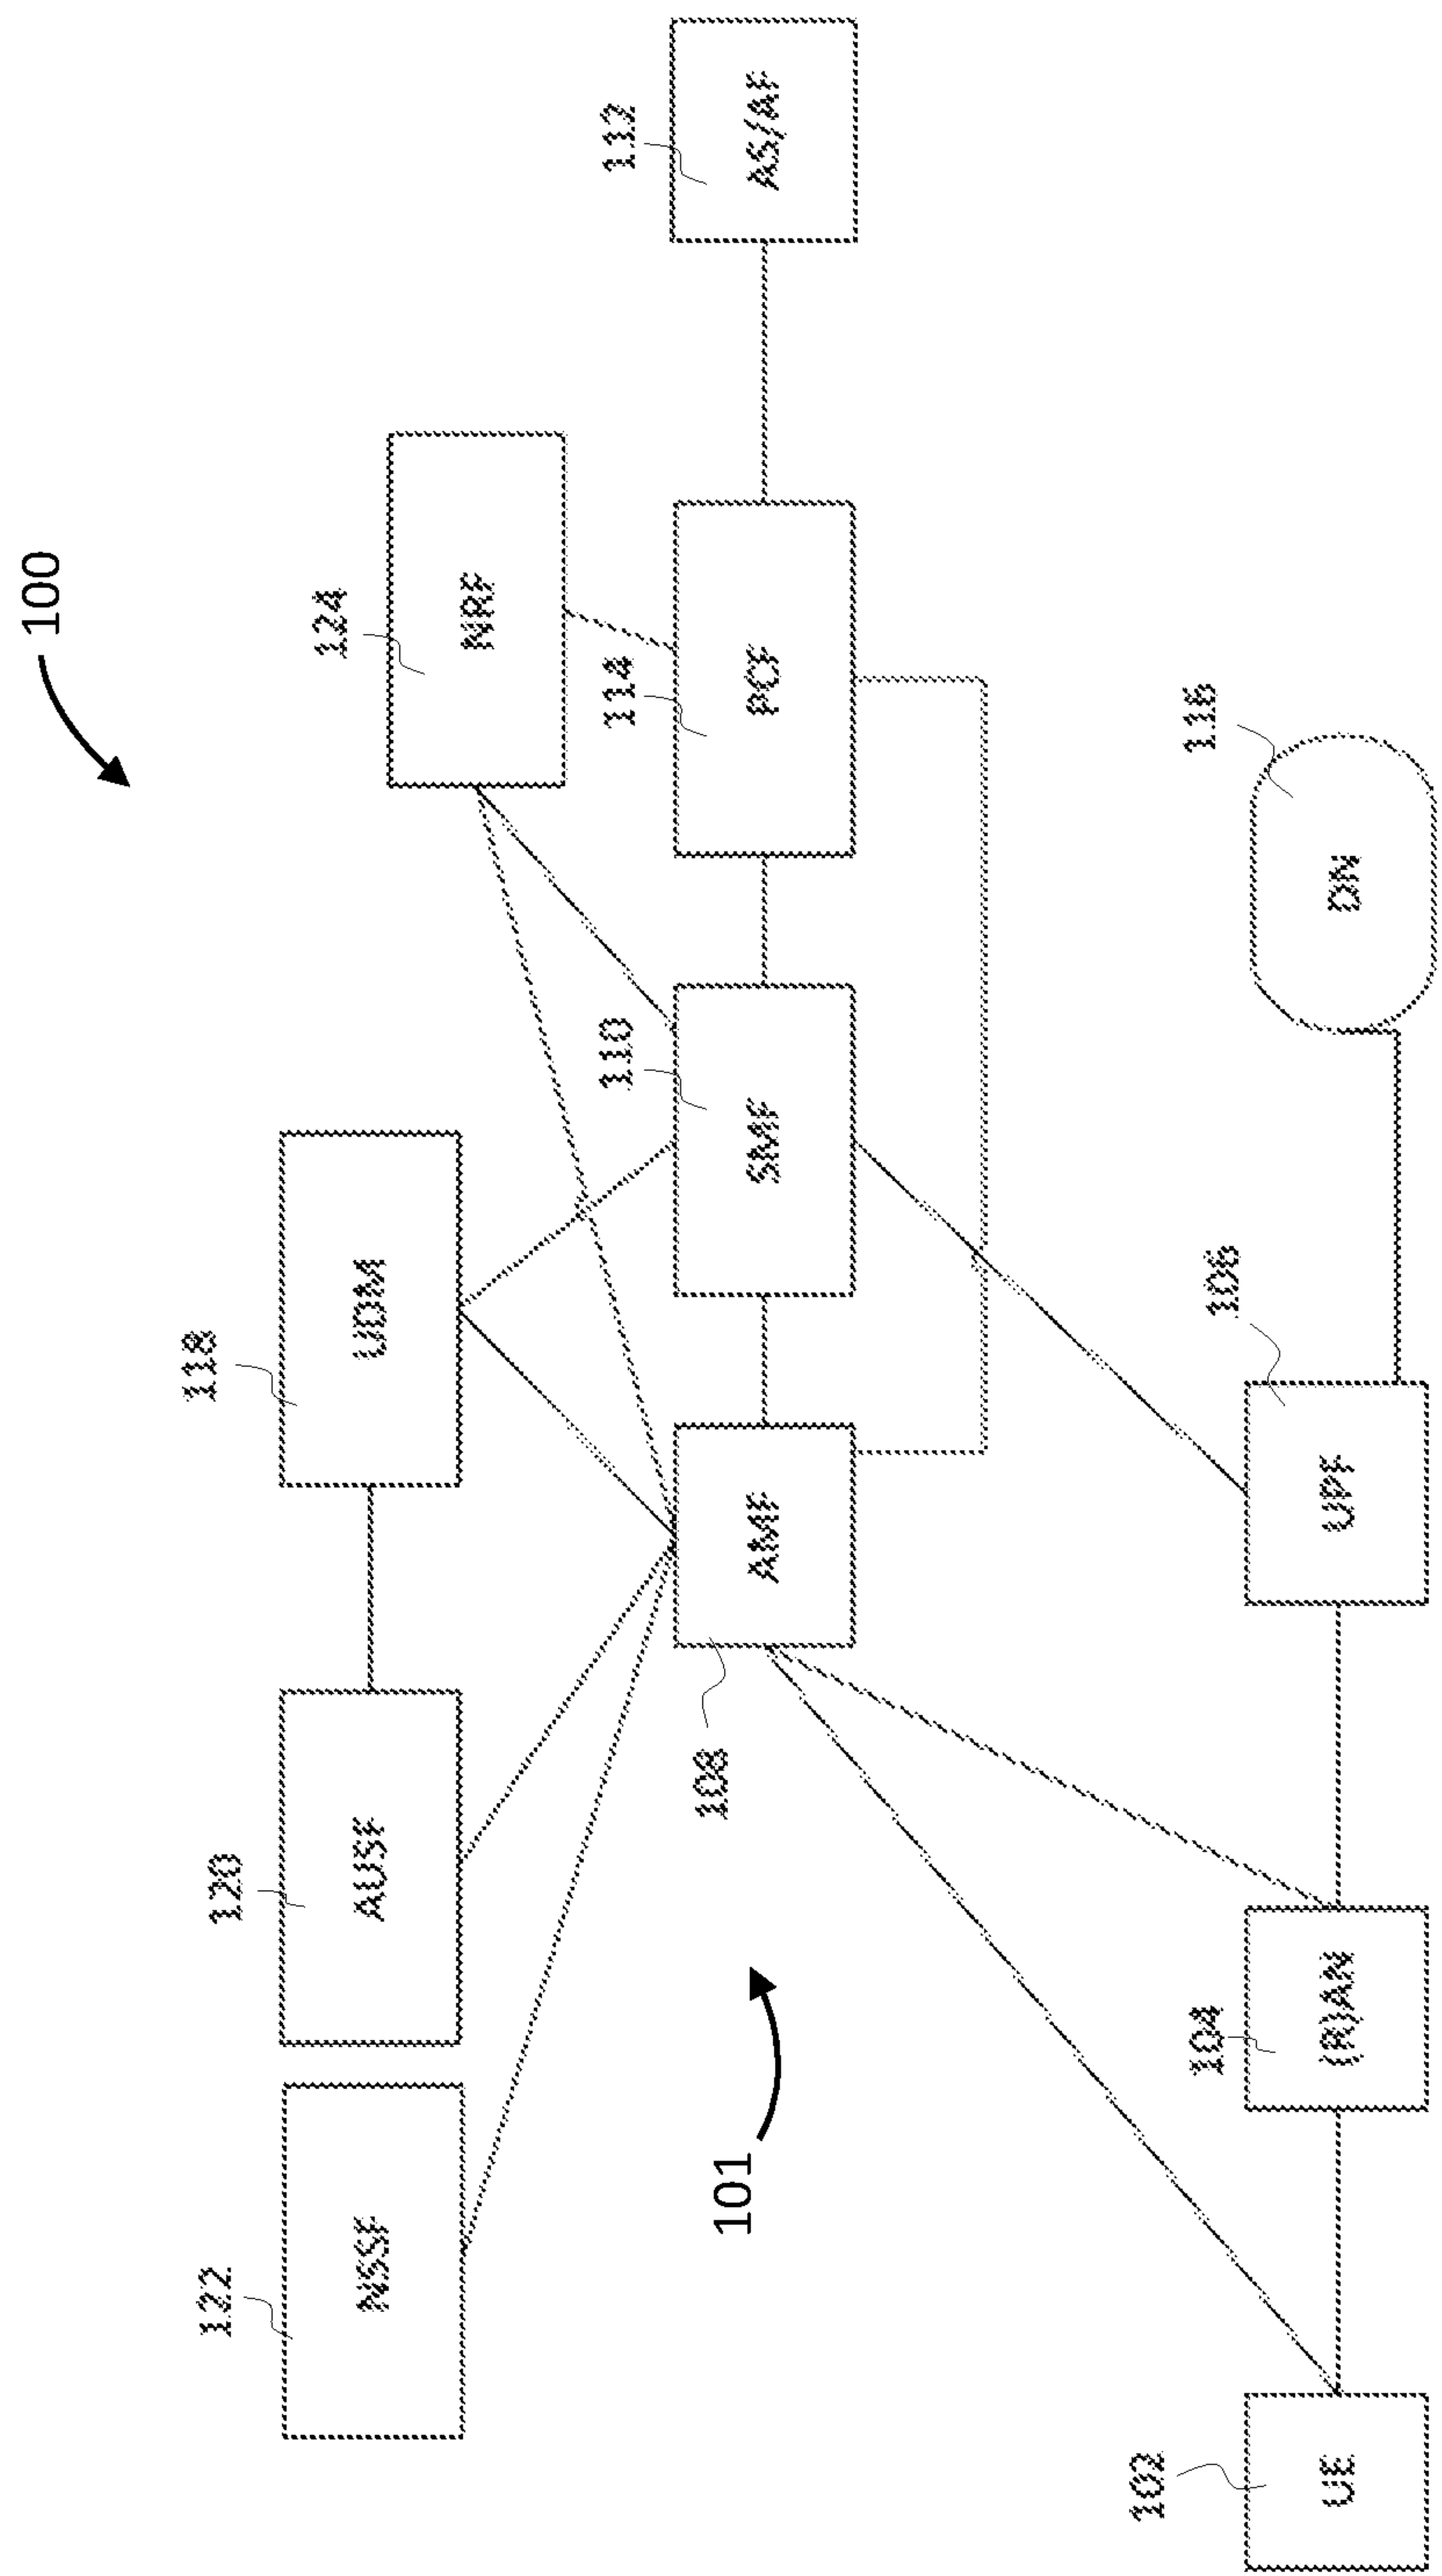 100
122
NSSF
120
AUSF
118
UDM
124
NRF
101
108
AMF
110
SMF
114
PCF
112
AS/AF
102
UE
104
(R)AN
106
UPF
116
DN